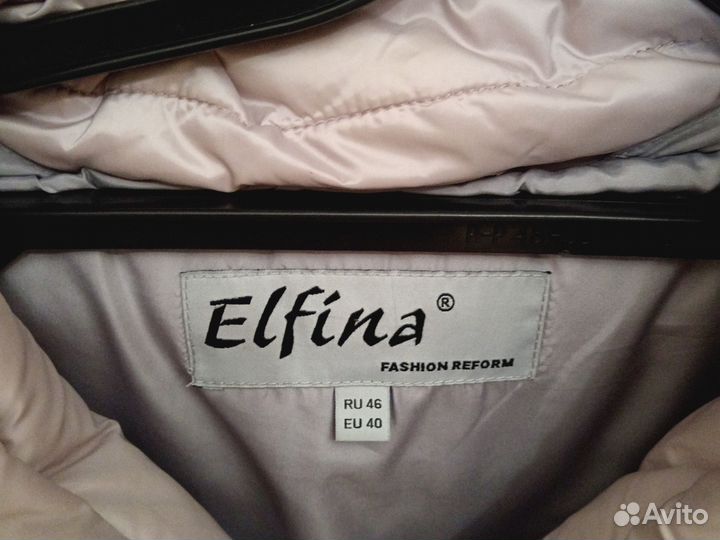 Elfina®
FASHION REFORM
RU 46
EU 40
Avito